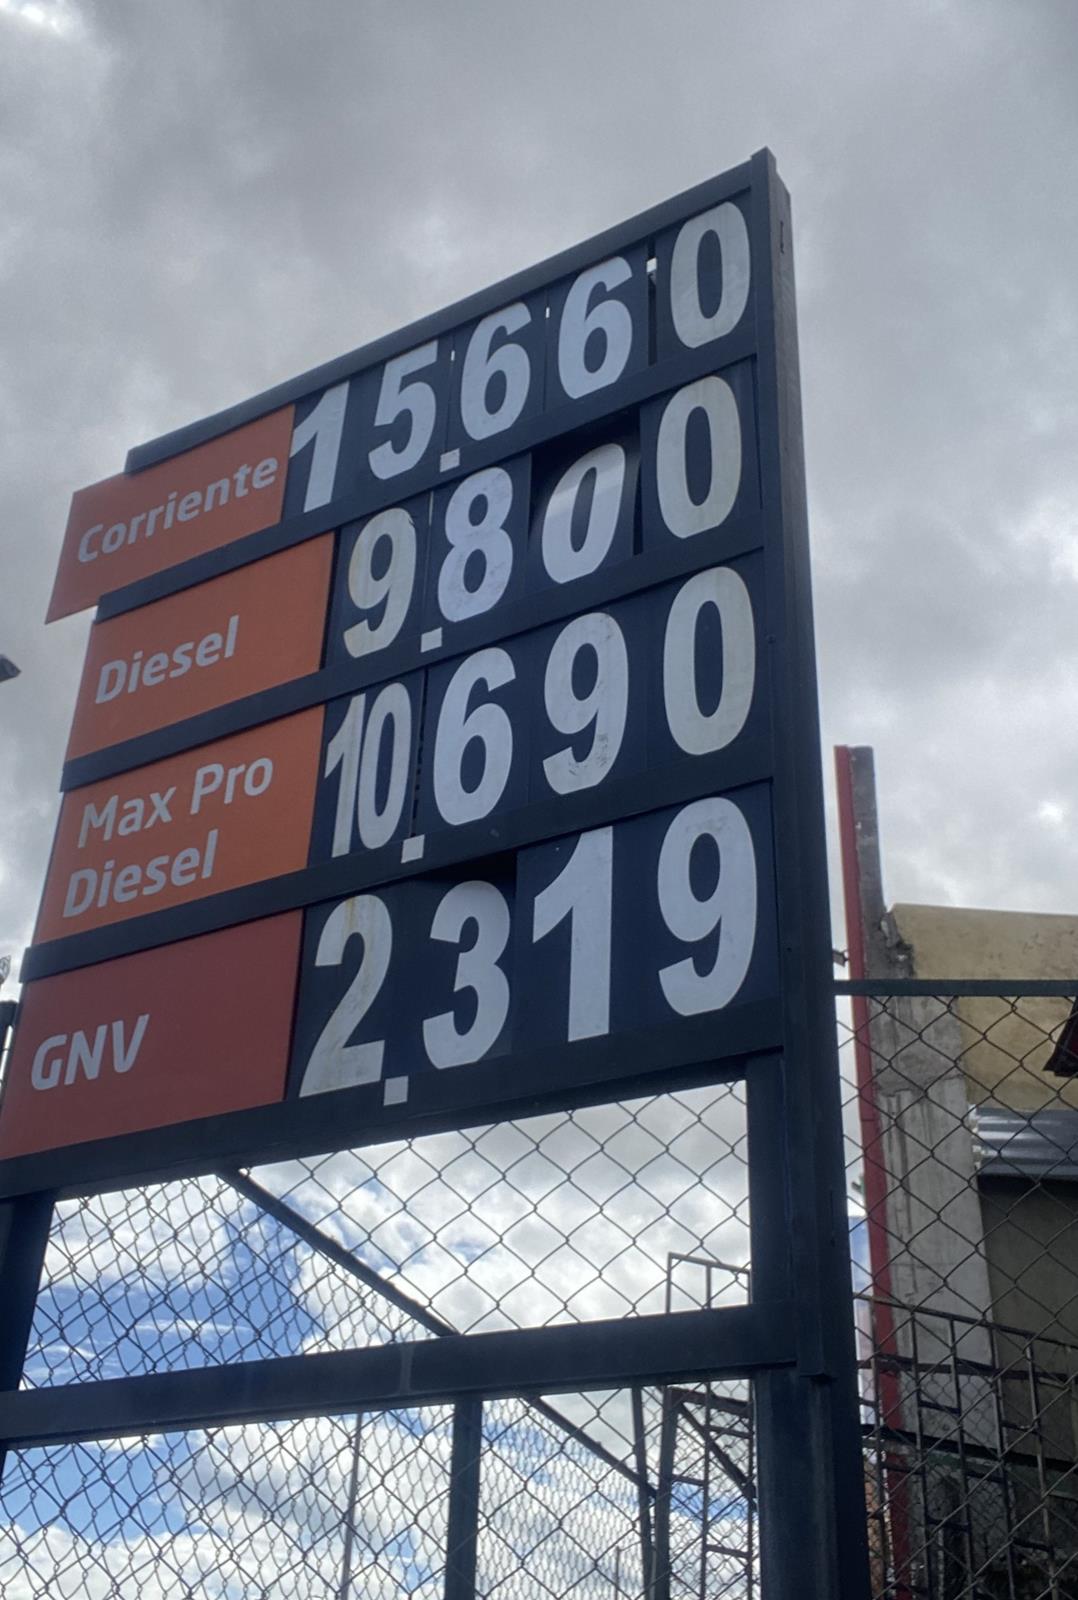 Corriente 15.660
Diesel 9.800
Max Pro
Diesel 10.690
GNV 2.319